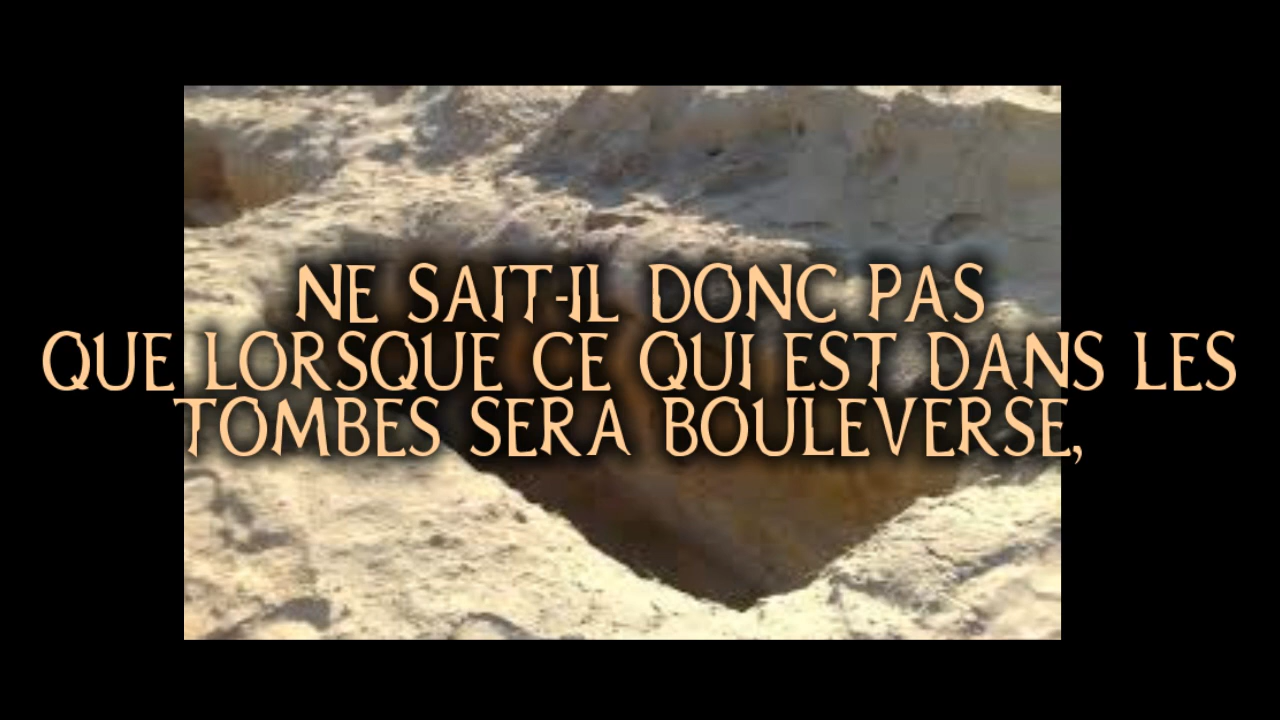 NE SAIT-IL DONC PAS
QUE LORSQUE CE QUI EST DANS LES
TOMBES SERA BOULEVERSE,